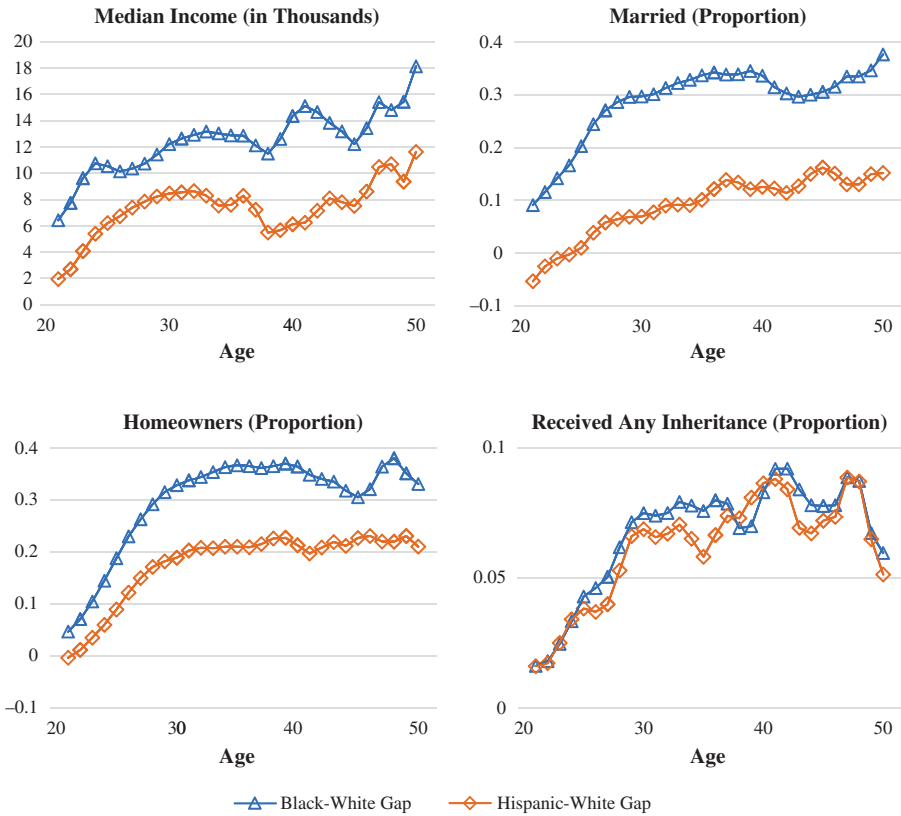 Median Income (in Thousands)
20
18
16
14
12
10
8
6
4
2
0
20 30 40 50
Age
Married (Proportion)
0.4
0.3
0.2
0.1
0
–0.1
20 30 40 50
Age
Homeowners (Proportion)
0.4
0.3
0.2
0.1
0
–0.1
20 30 40 50
Age
Received Any Inheritance (Proportion)
0.1
0.05
0
20 30 40 50
Age
Black-White Gap Hispanic-White Gap